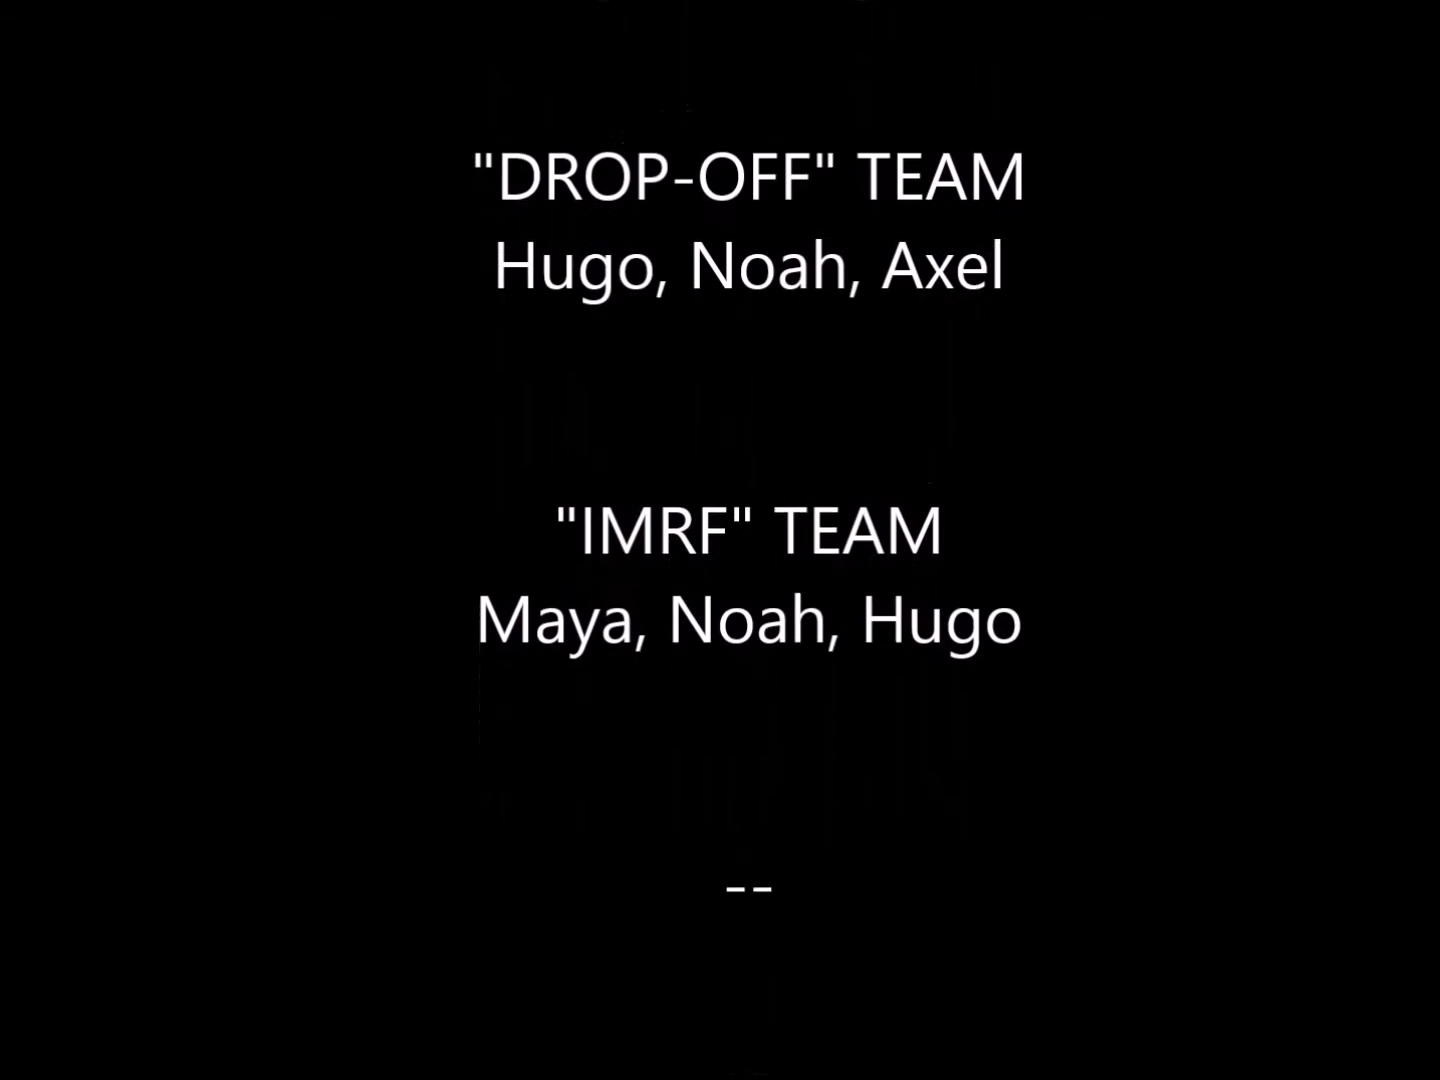 "DROP-OFF" TEAM
Hugo, Noah, Axel
"IMRF" TEAM
Maya, Noah, Hugo
--